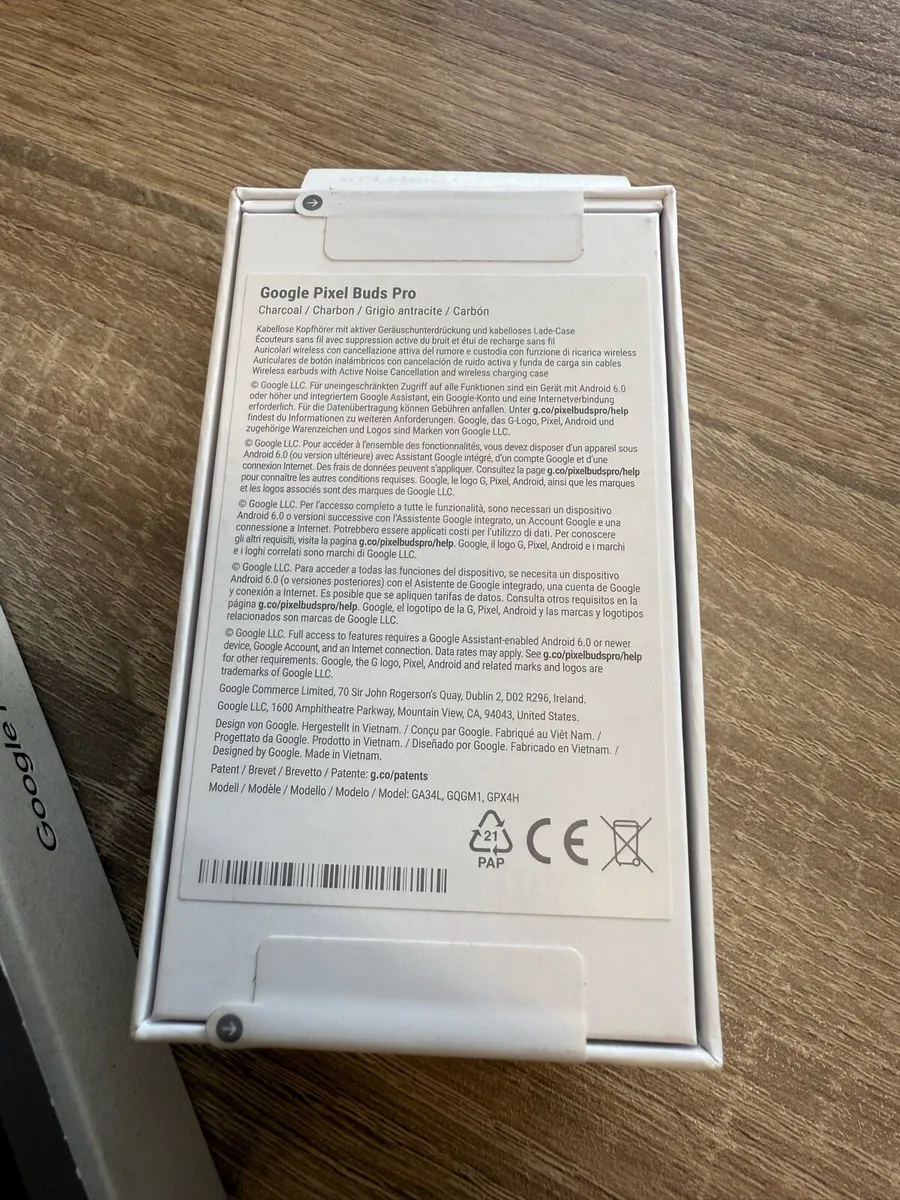 Google Pixel Buds Pro
Charcoal / Charbon / Grigio antracite / Carbón
Kabellose Kopfhörer mit aktiver Geräuschunterdrückung und kabelloses Lade-Case
Écouteurs sans fil avec suppression active du bruit et étui de recharge sans fil
Auricolari wireless con cancellazione attiva del rumore e custodia con funzione di ricarica wireless
Auriculares de botón inalámbricos con cancelación de ruido activa y funda de carga sin cables
Wireless earbuds with Active Noise Cancellation and wireless charging case
© Google LLC. Für uneingeschränkten Zugriff auf alle Funktionen sind ein Gerät mit Android 6.0
oder höher und integriertem Google Assistant, ein Google-Konto und eine Internetverbindung
erforderlich. Für die Datenübertragung können Gebühren anfallen. Unter g.co/pixelbudspro/help
findest du Informationen zu weiteren Anforderungen. Google, das G-Logo, Pixel, Android und
zugehörige Warenzeichen und Logos sind Marken von Google LLC.
© Google LLC. Pour accéder à l'ensemble des fonctionnalités, vous devez disposer d'un appareil sous
Android 6.0 (ou version ultérieure) avec Assistant Google intégré, d'un compte Google et d'une
connexion Internet. Des frais de données peuvent s'appliquer. Consultez la page g.co/pixelbudspro/help
pour connaître les autres conditions requises. Google, le logo G, Pixel, Android, ainsi que les marques
et les logos associés sont des marques de Google LLC.
© Google LLC. Per l'accesso completo a tutte le funzionalità, sono necessari un dispositivo
Android 6.0 o versioni successive con l'Assistente Google integrato, un Account Google e una
connessione a Internet. Potrebbero essere applicati costi per l'utilizzo di dati. Per conoscere
gli altri requisiti, visita la pagina g.co/pixelbudspro/help. Google, il logo G, Pixel, Android e i marchi
e i loghi correlati sono marchi di Google LLC.
© Google LLC. Para acceder a todas las funciones del dispositivo, se necesita un dispositivo
Android 6.0 (o versiones posteriores) con el Asistente de Google integrado, una cuenta de Google
y conexión a Internet. Es posible que se apliquen tarifas de datos. Consulta otros requisitos en la
página g.co/pixelbudspro/help. Google, el logotipo de la G, Pixel, Android y las marcas y logotipos
relacionados son marcas de Google LLC.
© Google LLC. Full access to features requires a Google Assistant-enabled Android 6.0 or newer
device, Google Account, and an Internet connection. Data rates may apply. See g.co/pixelbudspro/help
for other requirements. Google, the G logo, Pixel, Android and related marks and logos are
trademarks of Google LLC.
Google Commerce Limited, 70 Sir John Rogerson's Quay, Dublin 2, D02 R296, Ireland.
Google LLC, 1600 Amphitheatre Parkway, Mountain View, CA, 94043, United States.
Design von Google. Hergestellt in Vietnam. / Conçu par Google. Fabriqué au Viêt Nam. /
Progettato da Google. Prodotto in Vietnam. / Diseñado por Google. Fabricado en Vietnam. /
Designed by Google. Made in Vietnam.
Patent / Brevet / Brevetto / Patente: g.co/patents
Modell / Modèle / Modello / Modelo / Model: GA34L, GQGM1, GPX4H
21
PAP
CE
Google